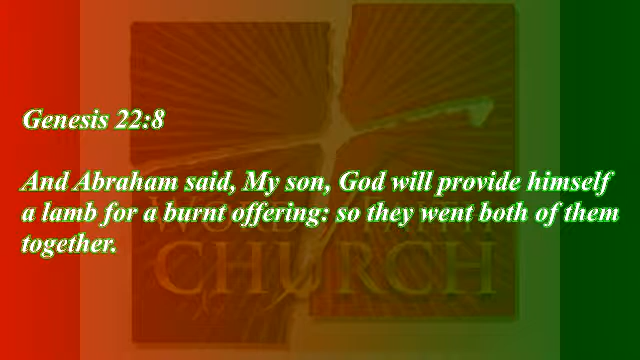 Genesis 22:8
And Abraham said, My son, God will provide himself
a lamb for a burnt offering: so they went both of them
together.
CHURCH